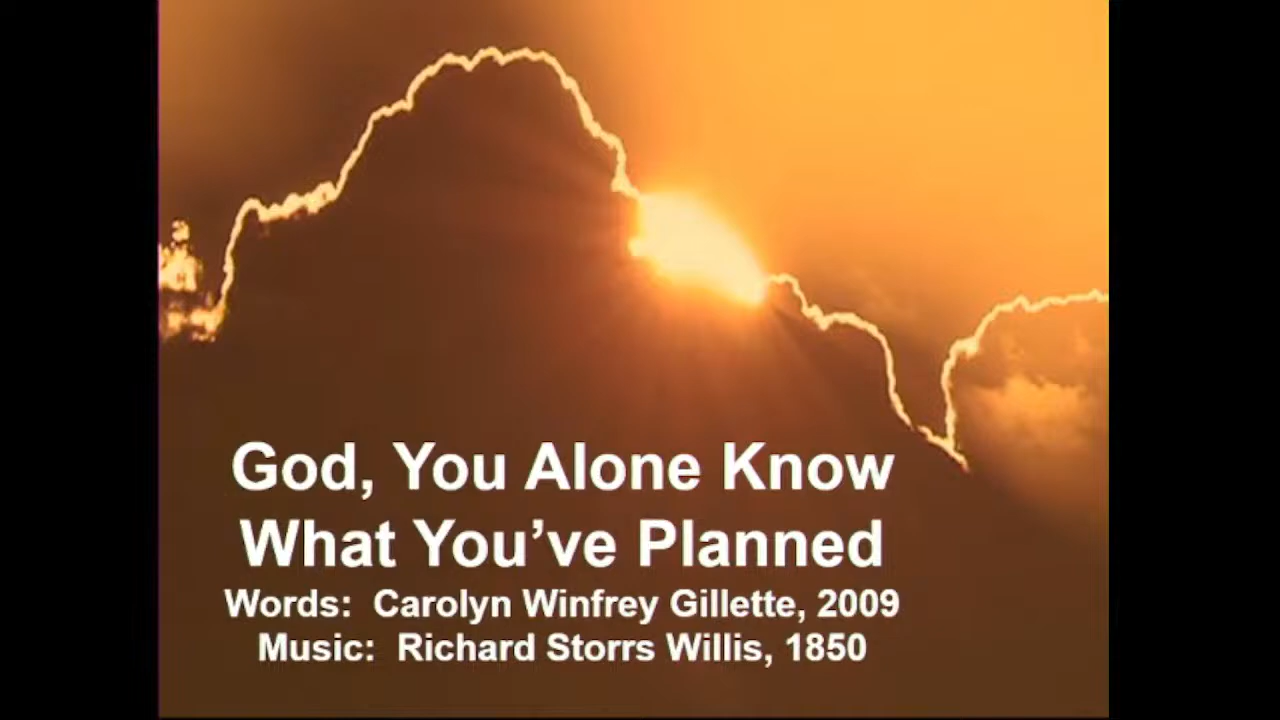 God, You Alone Know
What You’ve Planned
Words:  Carolyn Winfrey Gillette, 2009
Music:  Richard Storrs Willis, 1850